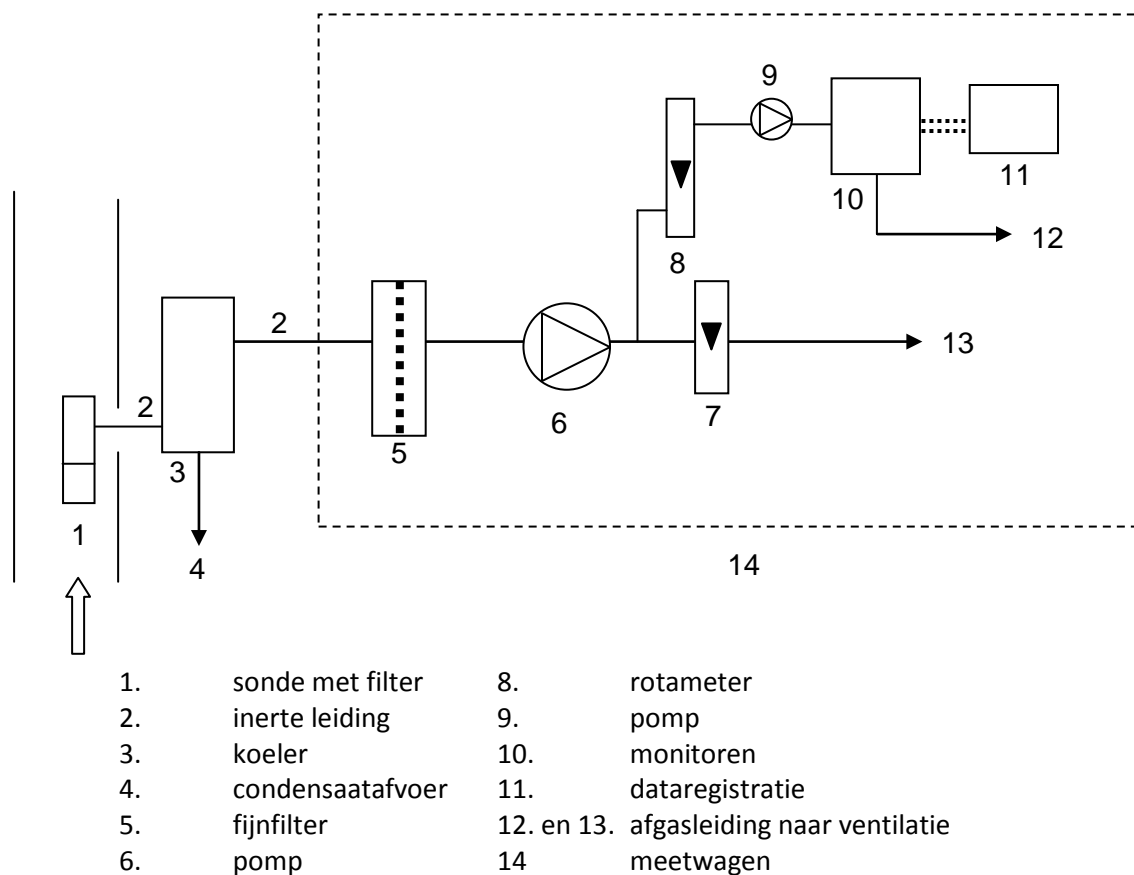 9
11
10
12
8
2
13
2
7
6
5
3
1
4
14
1. sonde met filter 8. rotameter
2. inerte leiding 9. pomp
3. koeler 10. monitoren
4. condensaatafvoer 11. dataregistratie
5. fijnfilter 12. en 13. afgasleiding naar ventilatie
6. pomp 14 meetwagen